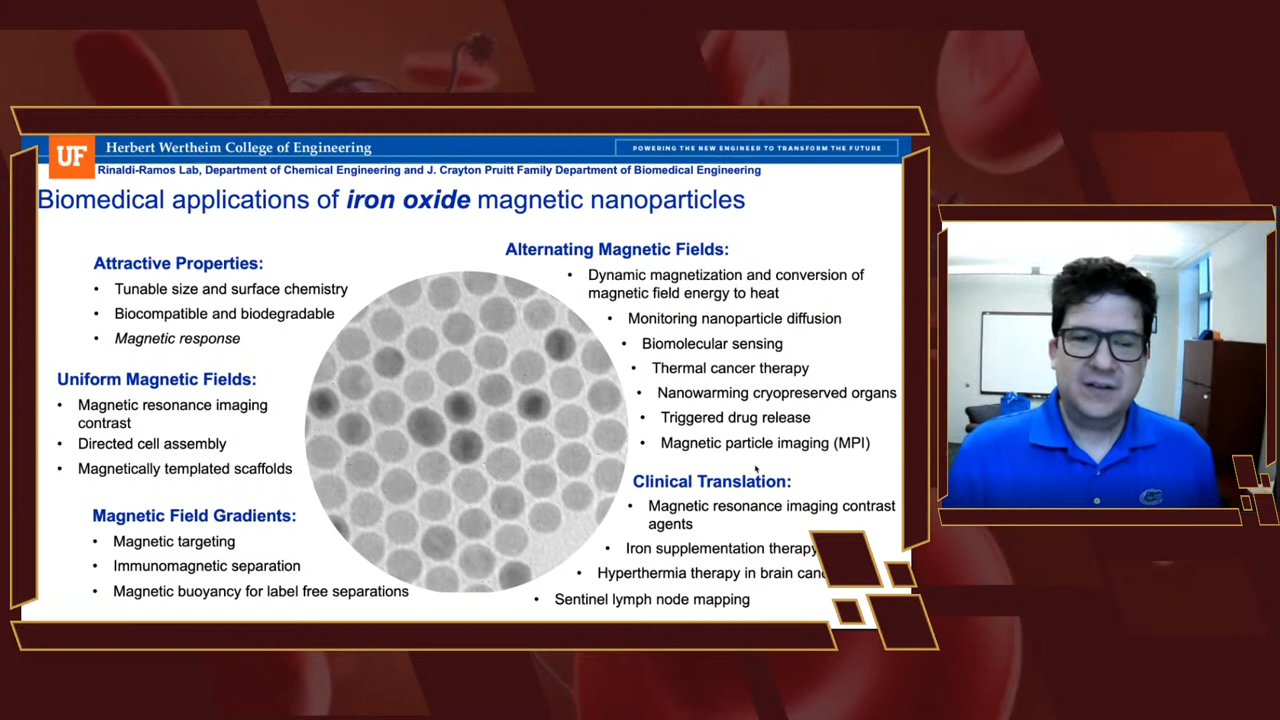 UF
Herbert Wertheim College of Engineering
POWERING THE NEW ENGINEER TO TRANSFORM THE FUTURE
Rinaldi-Ramos Lab, Department of Chemical Engineering and J. Crayton Pruitt Family Department of Biomedical Engineering
Biomedical applications of iron oxide magnetic nanoparticles
Attractive Properties:
• Tunable size and surface chemistry
• Biocompatible and biodegradable
• Magnetic response
Uniform Magnetic Fields:
• Magnetic resonance imaging
contrast
• Directed cell assembly
• Magnetically templated scaffolds
Magnetic Field Gradients:
• Magnetic targeting
• Immunomagnetic separation
• Magnetic buoyancy for label free separations
Alternating Magnetic Fields:
• Dynamic magnetization and conversion of
magnetic field energy to heat
• Monitoring nanoparticle diffusion
• Biomolecular sensing
• Thermal cancer therapy
• Nanowarming cryopreserved organs
• Triggered drug release
• Magnetic particle imaging (MPI)
Clinical Translation:
• Magnetic resonance imaging contrast
agents
• Iron supplementation therapy
• Hyperthermia therapy in brain
• Sentinel lymph node mapping